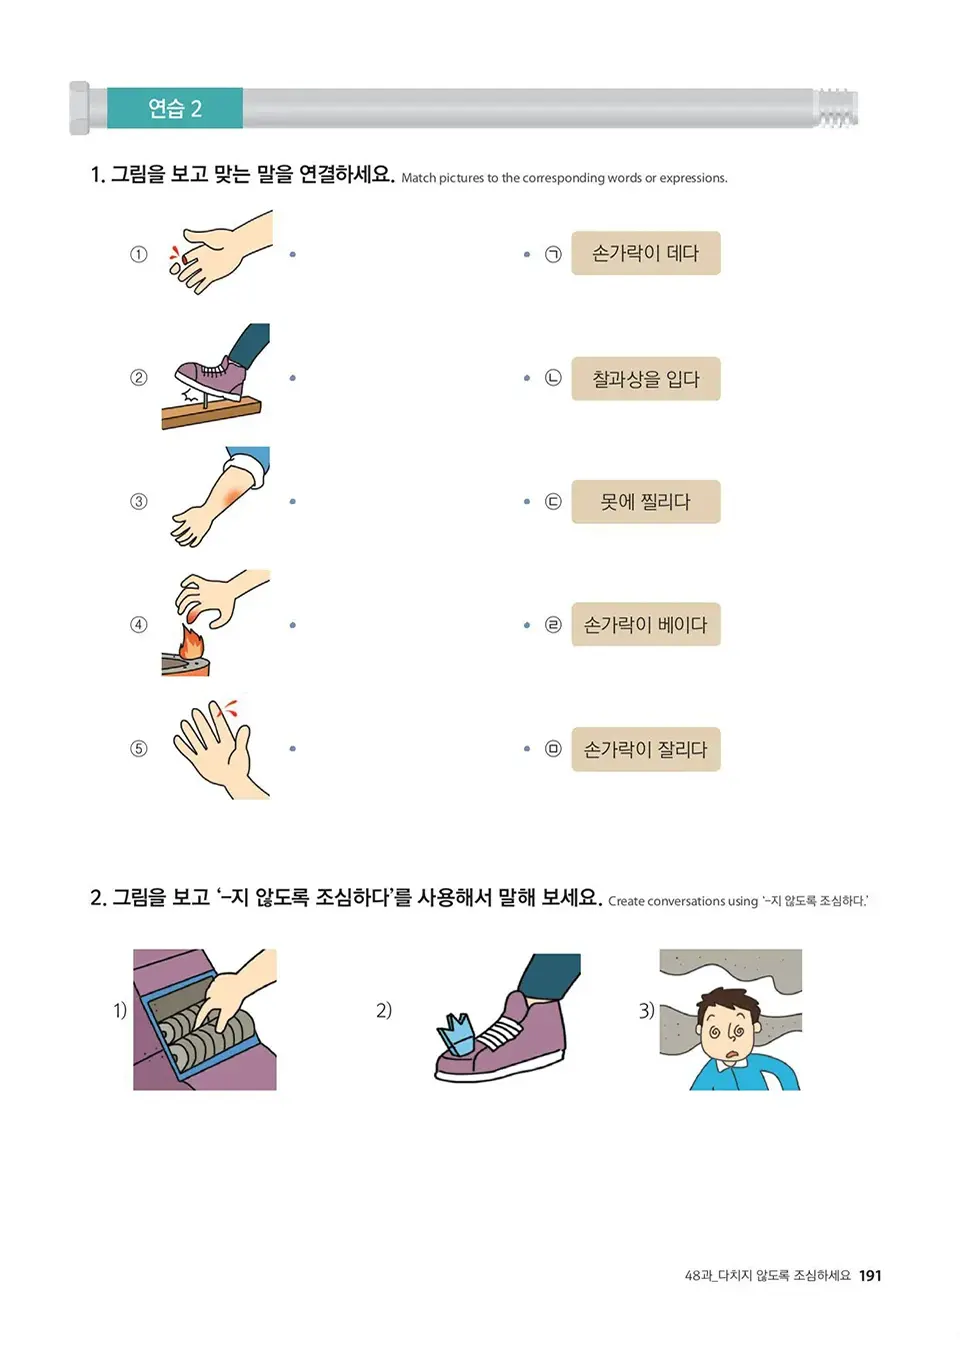 연습 2
1. 그림을 보고 맞는 말을 연결하세요. Match pictures to the corresponding words or expressions.
① ㉠ 손가락이 데다
② ㉡ 찰과상을 입다
③ ㉢ 못에 찔리다
④ ㉣ 손가락이 베이다
⑤ ㉤ 손가락이 잘리다
2. 그림을 보고 ‘-지 않도록 조심하다’를 사용해서 말해 보세요. Create conversations using ‘-지 않도록 조심하다.’
1) 2) 3)
48과_다치지 않도록 조심하세요 191